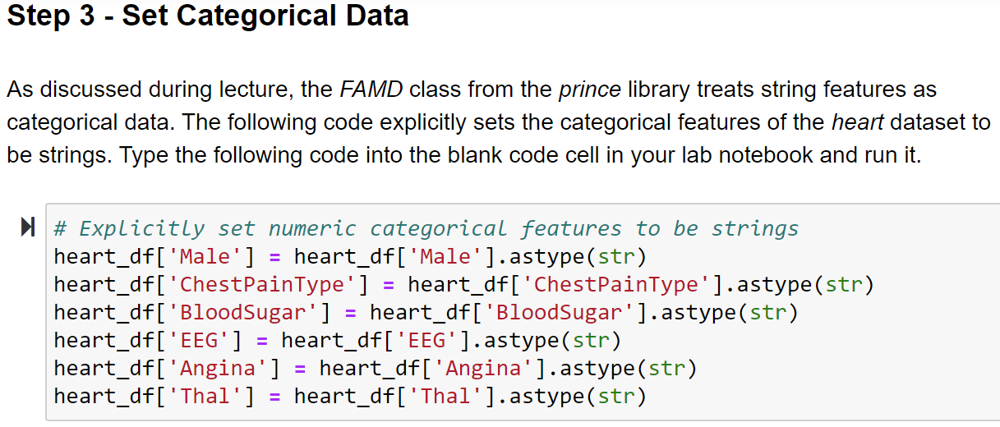 Step 3 - Set Categorical Data
As discussed during lecture, the FAMD class from the prince library treats string features as
categorical data. The following code explicitly sets the categorical features of the heart dataset to
be strings. Type the following code into the blank code cell in your lab notebook and run it.
# Explicitly set numeric categorical features to be strings
heart_df['Male'] = heart_df['Male'].astype(str)
heart_df['ChestPainType'] = heart_df['ChestPainType'].astype(str)
heart_df['BloodSugar'] = heart_df['BloodSugar'].astype(str)
heart_df['EEG'] = heart_df['EEG'].astype(str)
heart_df['Angina'] = heart_df['Angina'].astype(str)
heart_df['Thal'] = heart_df['Thal'].astype(str)